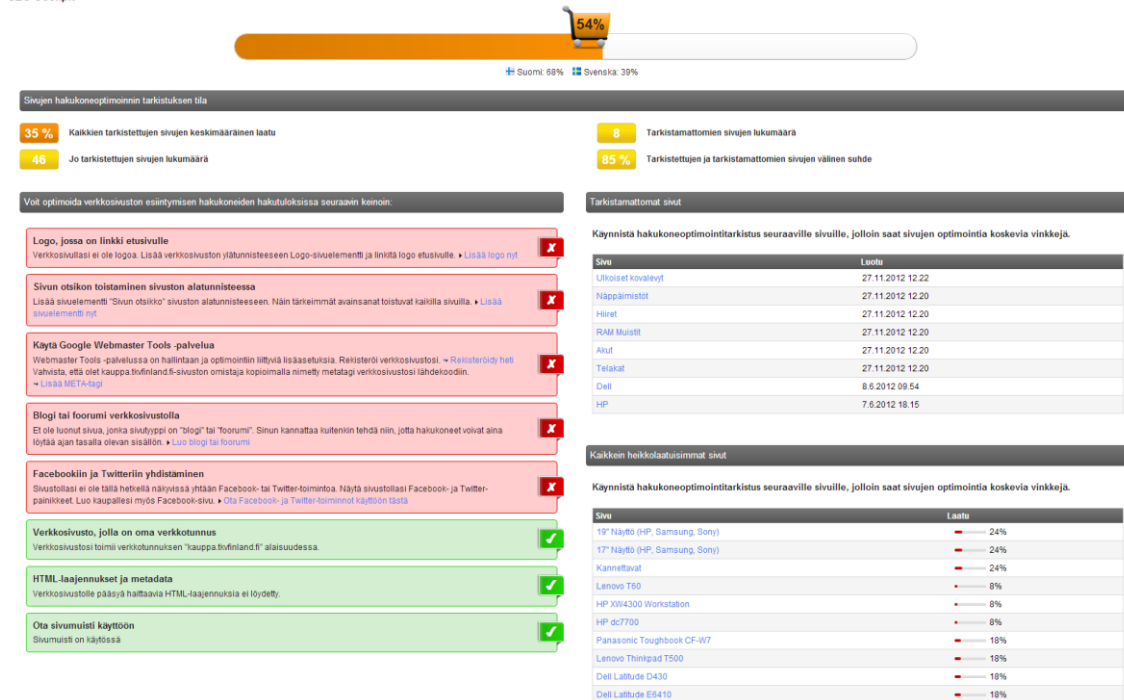 54%
Suomi: 68% Svenska: 39%
Sivujen hakukoneoptimoinnin tarkistuksen tila
35 % Kaikkien tarkistettujen sivujen keskimääräinen laatu
46 Jo tarkistettujen sivujen lukumäärä
8 Tarkistamattomien sivujen lukumäärä
85 % Tarkistettujen ja tarkistamattomien sivujen välinen suhde
Voit optimoida verkkosivuston esiintymisen hakukoneiden hakutuloksissa seuraavin keinoin:
Logo, jossa on linkki etusivulle
Verkkosivullasi ei ole logoa. Lisää verkkosivuston ylätunnisteeseen Logo-sivuelementti ja linkitä logo etusivulle. Lisää logo nyt
Sivun otsikon toistaminen sivuston alatunnisteessa
Lisää sivuelementti "Sivun otsikko" sivuston alatunnisteeseen. Näin tärkeimmät avainsanat toistuvat kaikilla sivuilla. Lisää
sivuelementti nyt
Käytä Google Webmaster Tools -palvelua
Webmaster Tools -palvelussa on hallintaan ja optimointiin liittyviä lisäasetuksia. Rekisteröi verkkosivustosi. Rekisteröidy heti
Vahvista, että olet kauppa.tkvfinland.fi-sivuston omistaja kopioimalla nimetty metatagi verkkosivustosi lähdekoodiin.
Lisää META-tagi
Blogi tai foorumi verkkosivustolla
Et ole luonut sivua, jonka sivutyyppi on "blogi" tai "foorumi". Sinun kannattaa kuitenkin tehdä niin, jotta hakukoneet voivat aina
löytää ajan tasalla olevan sisällön. Luo blogi tai foorumi
Facebookiin ja Twitteriin yhdistäminen
Sivustollasi ei ole tällä hetkellä näkyvissä yhtään Facebook- tai Twitter-toimintoa. Näytä sivustollasi Facebook- ja Twitter-
painikkeet. Luo kaupallesi myös Facebook-sivu. Ota Facebook- ja Twitter-toiminnot käyttöön tästä
Verkkosivusto, jolla on oma verkkotunnus
Verkkosivustosi toimii verkkotunnuksen "kauppa.tkvfinland.fi" alaisuudessa.
HTML-laajennukset ja metadata
Verkkosivustolle pääsyä haittaavia HTML-laajennuksia ei löydetty.
Ota sivumuisti käyttöön
Sivumuisti on käytössä
Tarkistamattomat sivut
Käynnistä hakukoneoptimointitarkistus seuraaville sivuille, jolloin saat sivujen optimointia koskevia vinkkejä.
Sivu Luotu
Ulkoiset kovalevyt 27.11.2012 12.22
Näppäimistöt 27.11.2012 12.20
Hiiret 27.11.2012 12.20
RAM Muistit 27.11.2012 12.20
Akut 27.11.2012 12.20
Telakat 27.11.2012 12.20
Dell 8.6.2012 09.54
HP 7.6.2012 18.15
Kaikkein heikkolaatuisimmat sivut
Käynnistä hakukoneoptimointitarkistus seuraaville sivuille, jolloin saat sivujen optimointia koskevia vinkkejä.
Sivu Laatu
19" Näyttö (HP, Samsung, Sony) 24%
17" Näyttö (HP, Samsung, Sony) 24%
Kannettavat 24%
Lenovo T60 8%
HP XW4300 Workstation 8%
HP dc7700 8%
Panasonic Toughbook CF-W7 18%
Lenovo Thinkpad T500 18%
Dell Latitude D430 18%
Dell Latitude E6410 18%